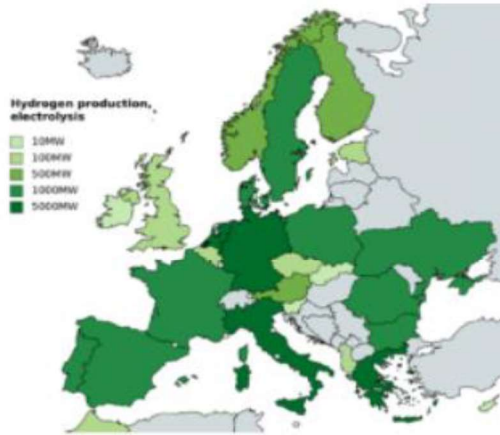 Hydrogen production,
electrolysis
10MW
100MW
500MW
1000MW
5000MW